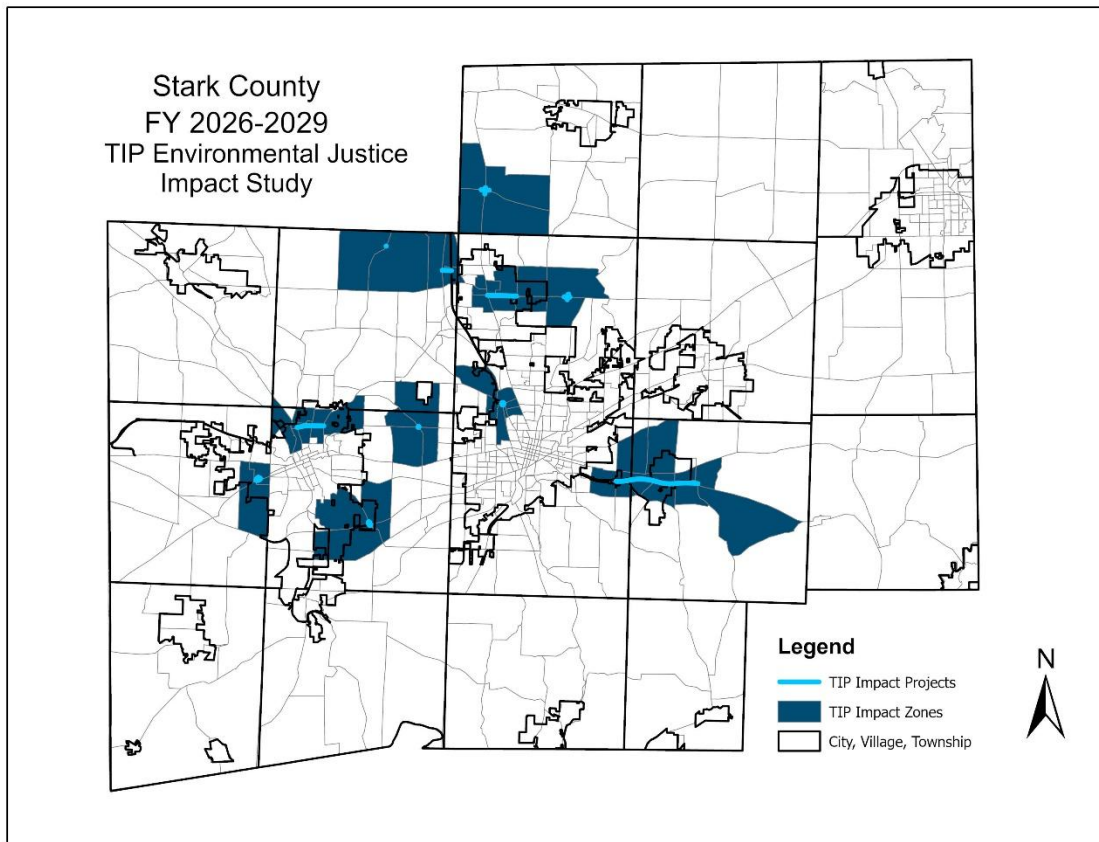 Stark County
FY 2026-2029
TIP Environmental Justice
Impact Study
Legend
TIP Impact Projects
TIP Impact Zones
City, Village, Township
N